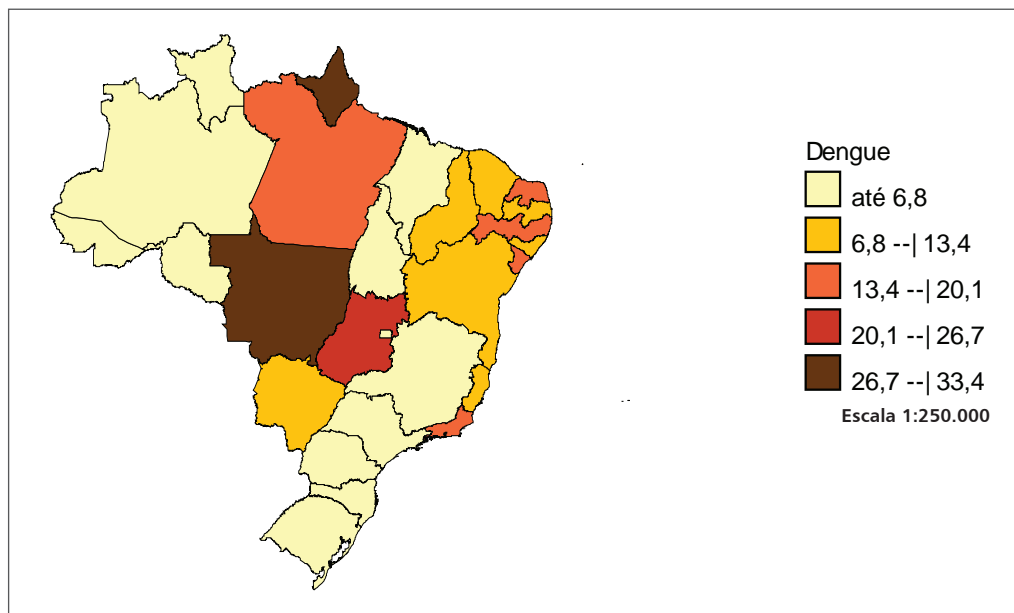 Dengue
até 6,8
6,8 --| 13,4
13,4 --| 20,1
20,1 --| 26,7
26,7 --| 33,4
Escala 1:250.000